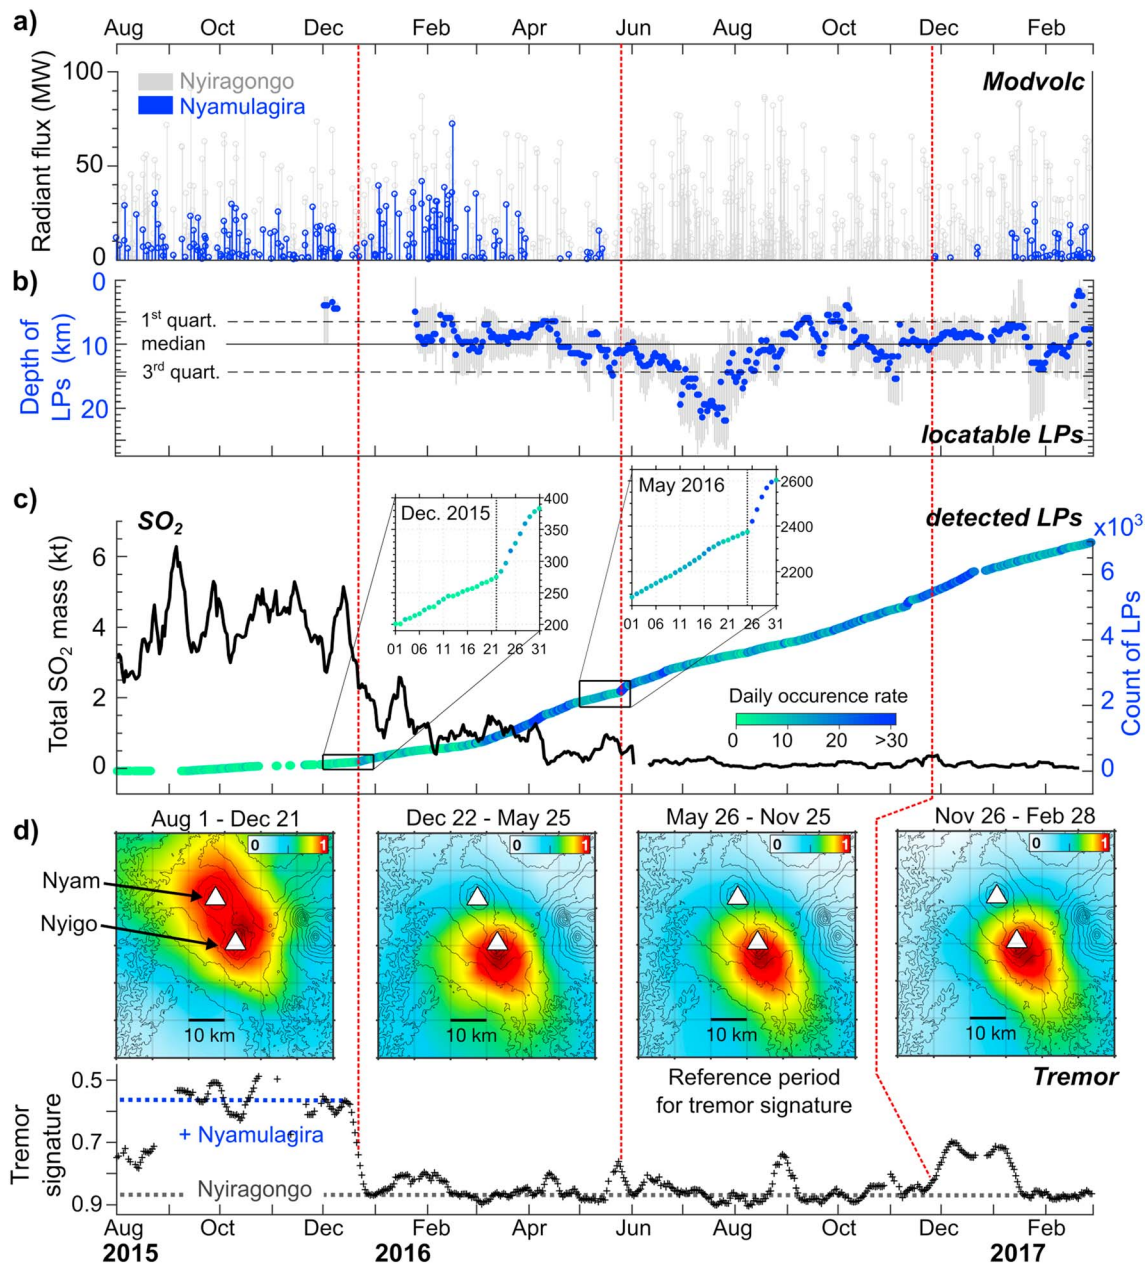 a)
Aug Oct Dec Feb Apr Jun Aug Oct Dec Feb
Radiant flux (MW)
100
50
0
Nyiragongo
Nyamulagira
Modvolc
b)
Depth of
LPs (km)
0
10
20
1st quart.
median
3rd quart.
locatable LPs
c)
Total SO2 mass (kt)
6
4
2
0
SO2
Dec. 2015
400
300
200
01 06 11 16 21 26 31
May 2016
2600
2400
2200
01 06 11 16 21 26 31
detected LPs
x10³
6
4
2
0
Count of LPs
Daily occurence rate
0 10 20 >30
d)
Aug 1 - Dec 21
0 1
Nyam
Nyigo
10 km
Dec 22 - May 25
0 1
10 km
May 26 - Nov 25
0 1
10 km
Nov 26 - Feb 28
0 1
10 km
Tremor
signature
0.5
0.7
0.9
+ Nyamulagira
Nyiragongo
Reference period
for tremor signature
Tremor
Aug Oct Dec Feb Apr Jun Aug Oct Dec Feb
2015 2016 2017